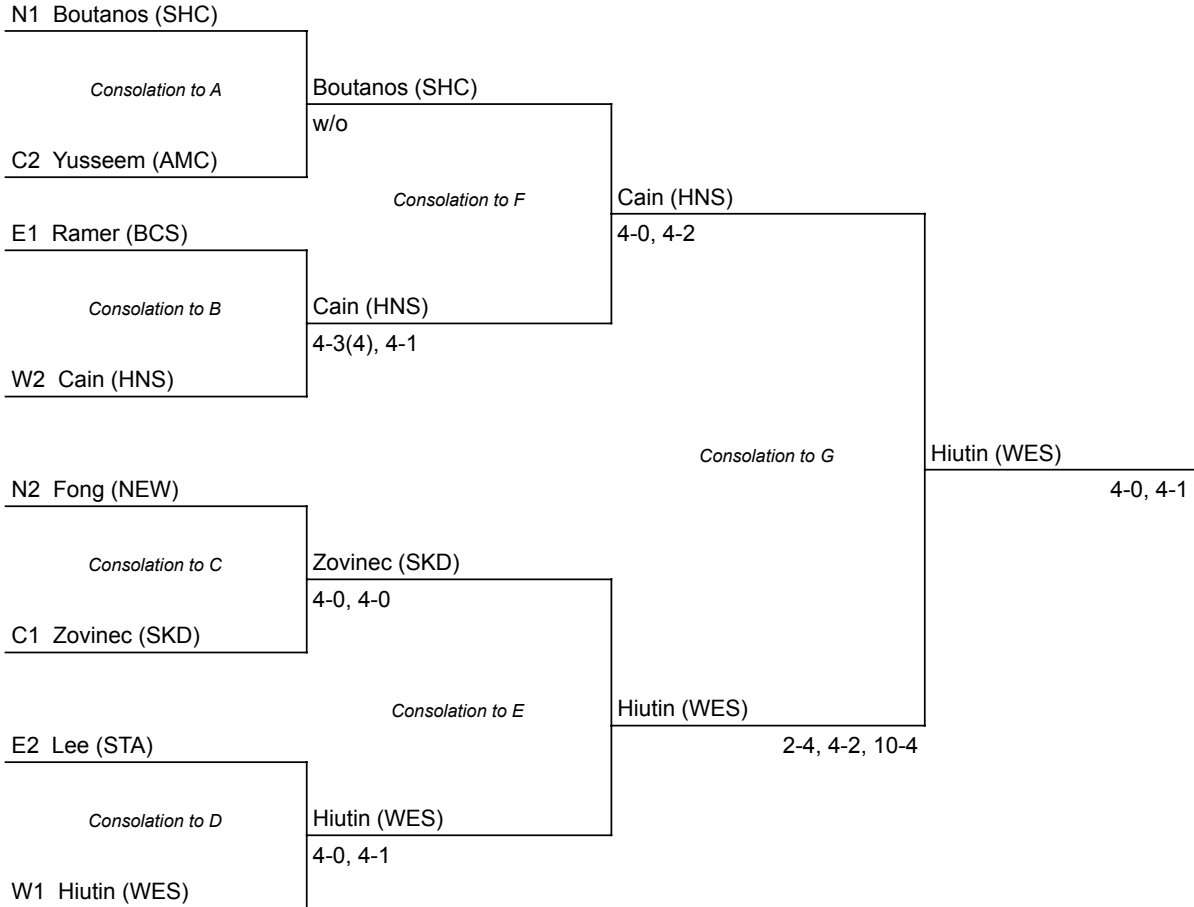 N1 Boutanos (SHC)
Consolation to A
Boutanos (SHC)
w/o
C2 Yusseem (AMC)
Consolation to F
Cain (HNS)
4-0, 4-2
E1 Ramer (BCS)
Consolation to B
Cain (HNS)
4-3(4), 4-1
W2 Cain (HNS)
Consolation to G
Hiutin (WES)
4-0, 4-1
N2 Fong (NEW)
Consolation to C
Zovinec (SKD)
4-0, 4-0
C1 Zovinec (SKD)
Consolation to E
Hiutin (WES)
2-4, 4-2, 10-4
E2 Lee (STA)
Consolation to D
Hiutin (WES)
4-0, 4-1
W1 Hiutin (WES)